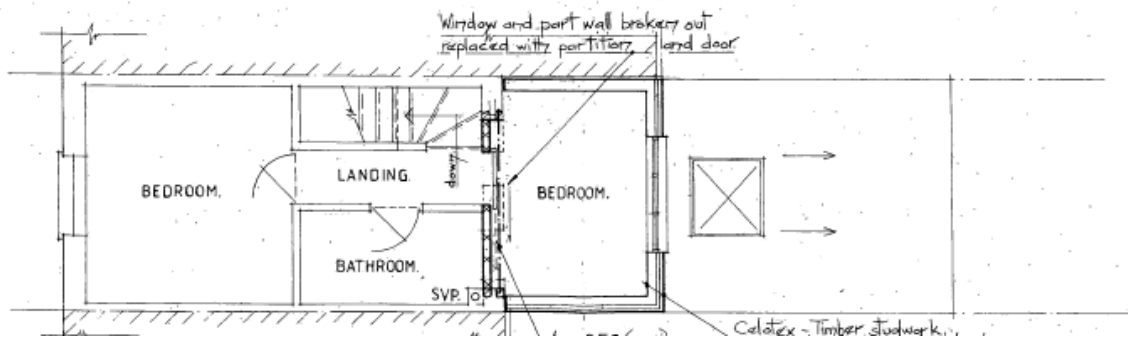 Window and part wall broken out
replaced with partition and door
BEDROOM.
LANDING.
down
BEDROOM.
BATHROOM.
SVP.
Celotex - Timber studwork.